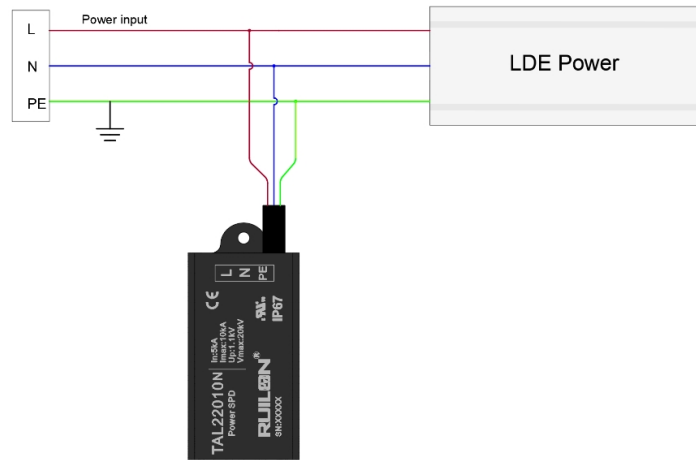 L
Power input
N
PE
LDE Power
L N PE
CE
IP67
In:5kA
Imax:10kA
Up:1.1kV
Vmax:20kV
TAL22010N
Power SPD
RUILON®
SN:XXXXX